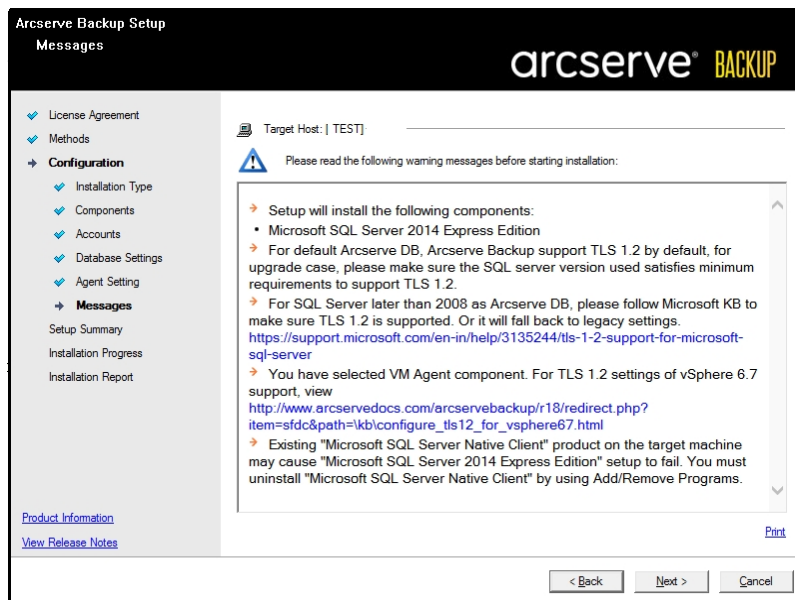 Arcserve Backup Setup
Messages
arcserve® BACKUP
License Agreement
Methods
Configuration
Installation Type
Components
Accounts
Database Settings
Agent Setting
Messages
Setup Summary
Installation Progress
Installation Report
Product Information
View Release Notes
Target Host: [ TEST]
Please read the following warning messages before starting installation:
Setup will install the following components:
• Microsoft SQL Server 2014 Express Edition
For default Arcserve DB, Arcserve Backup support TLS 1.2 by default, for
upgrade case, please make sure the SQL server version used satisfies minimum
requirements to support TLS 1.2.
For SQL Server later than 2008 as Arcserve DB, please follow Microsoft KB to
make sure TLS 1.2 is supported. Or it will fall back to legacy settings.
https://support.microsoft.com/en-in/help/3135244/tls-1-2-support-for-microsoft-
sql-server
You have selected VM Agent component. For TLS 1.2 settings of vSphere 6.7
support, view
http://www.arcservedocs.com/arcservebackup/r18/redirect.php?
item=sfdc&path=\kb\configure_tls12_for_vsphere67.html
Existing "Microsoft SQL Server Native Client" product on the target machine
may cause "Microsoft SQL Server 2014 Express Edition" setup to fail. You must
uninstall "Microsoft SQL Server Native Client" by using Add/Remove Programs.
Print
< Back
Next >
Cancel